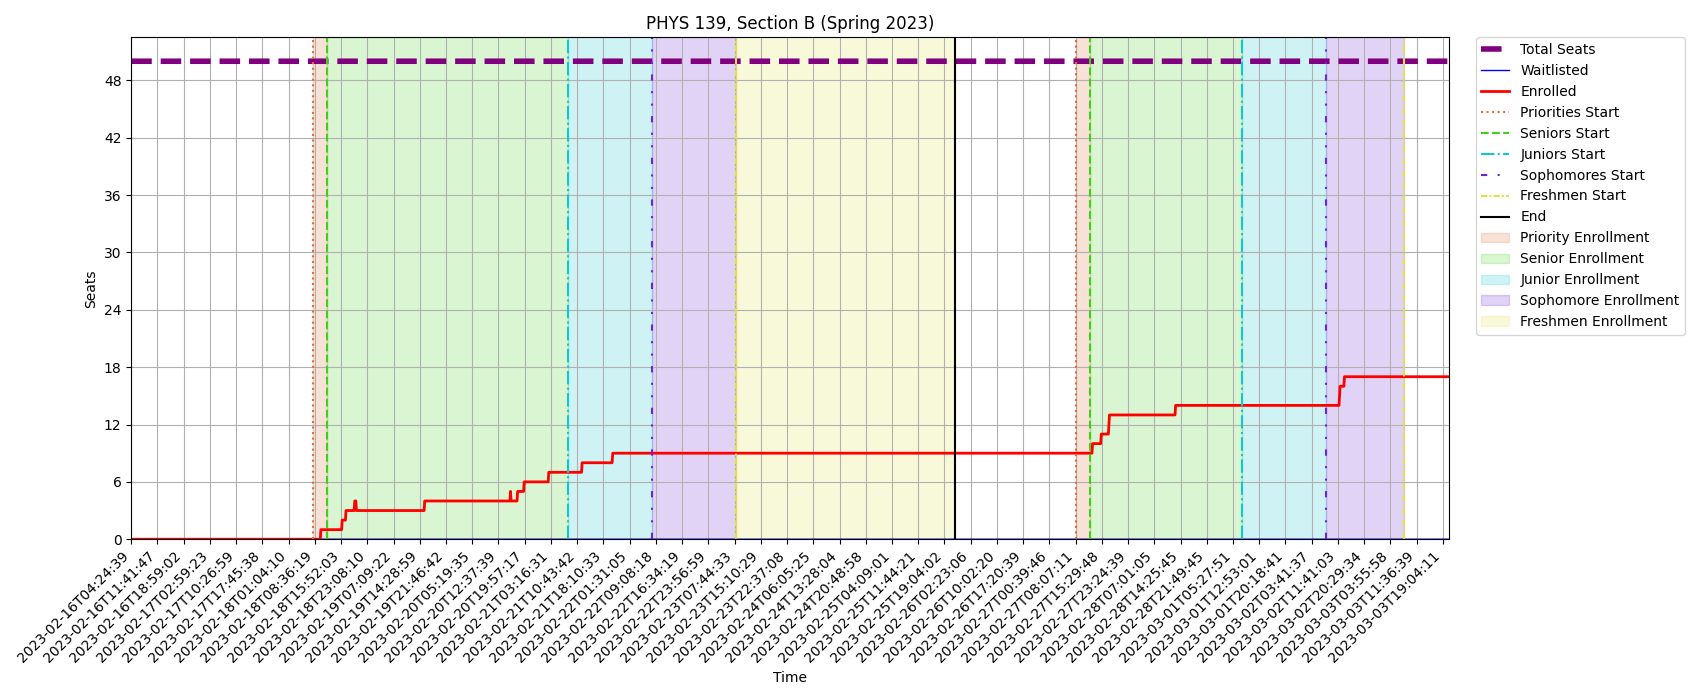 PHYS 139, Section B (Spring 2023)
Seats
48
42
36
30
24
18
12
6
0
2023-02-16T04:24:39
2023-02-16T11:41:47
2023-02-16T18:59:02
2023-02-17T02:59:23
2023-02-17T10:26:59
2023-02-17T17:45:38
2023-02-18T01:04:10
2023-02-18T08:36:19
2023-02-18T15:52:03
2023-02-18T23:08:10
2023-02-19T07:09:22
2023-02-19T14:28:59
2023-02-19T21:46:42
2023-02-20T05:19:35
2023-02-20T12:37:39
2023-02-20T19:57:17
2023-02-21T03:16:31
2023-02-21T10:43:42
2023-02-21T18:10:33
2023-02-22T01:31:05
2023-02-22T09:08:18
2023-02-22T16:34:19
2023-02-22T23:56:59
2023-02-23T07:44:33
2023-02-23T15:10:29
2023-02-23T22:37:08
2023-02-24T06:05:25
2023-02-24T13:28:04
2023-02-24T20:48:58
2023-02-25T04:09:01
2023-02-25T11:44:21
2023-02-25T19:04:02
2023-02-26T02:23:06
2023-02-26T10:02:20
2023-02-26T17:20:39
2023-02-27T00:39:46
2023-02-27T08:07:11
2023-02-27T15:29:48
2023-02-27T23:24:39
2023-02-28T07:01:05
2023-02-28T14:25:45
2023-02-28T21:49:45
2023-03-01T05:27:51
2023-03-01T12:53:01
2023-03-01T20:18:41
2023-03-02T03:41:37
2023-03-02T11:41:03
2023-03-02T20:29:34
2023-03-03T03:55:58
2023-03-03T11:36:39
2023-03-03T19:04:11
Time
Total Seats
Waitlisted
Enrolled
Priorities Start
Seniors Start
Juniors Start
Sophomores Start
Freshmen Start
End
Priority Enrollment
Senior Enrollment
Junior Enrollment
Sophomore Enrollment
Freshmen Enrollment